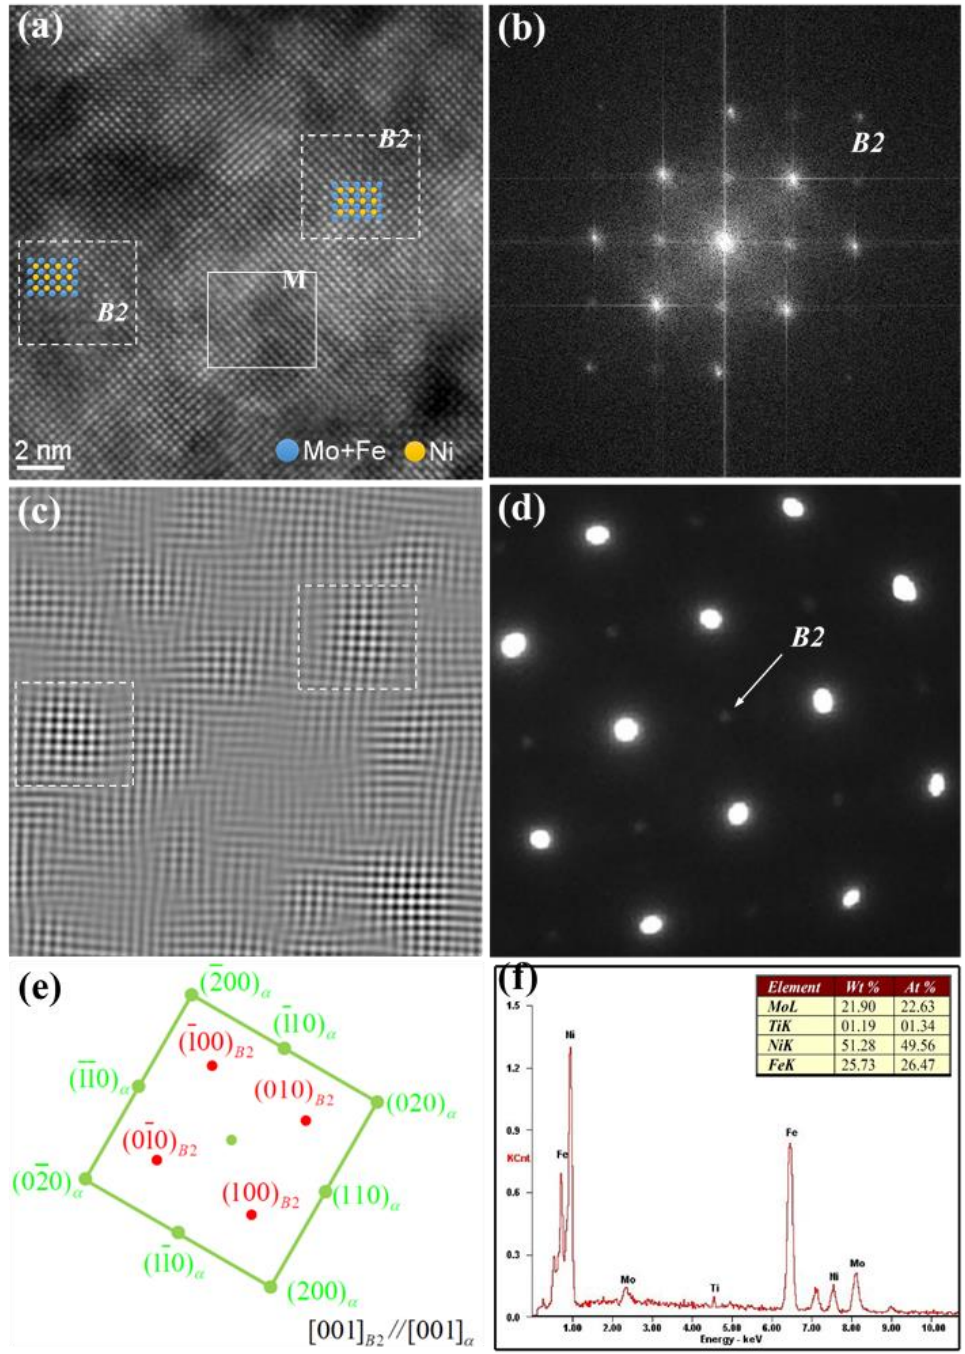 (a)
B2
B2
M
2 nm
Mo+Fe
Ni
(b)
B2
(c)
(d)
B2
(e)
(2̅00)α
(1̅10)α
(1̅00)B2
(1̅1̅0)α
(010)B2
(020)α
(01̅0)B2
(02̅0)α
(100)B2
(110)α
(11̅0)α
(200)α
[001]B2//[001]α
(f)
Element Wt % At %
MoL 21.90 22.63
TiK 01.19 01.34
NiK 51.28 49.56
FeK 25.73 26.47
1.5
Ni
1.2
0.9
Fe
KCnt
Fe
0.6
0.3
Mo
Ti
Ni
Mo
0.0
1.00 2.00 3.00 4.00 5.00 6.00 7.00 8.00 9.00 10.00
Energy - keV